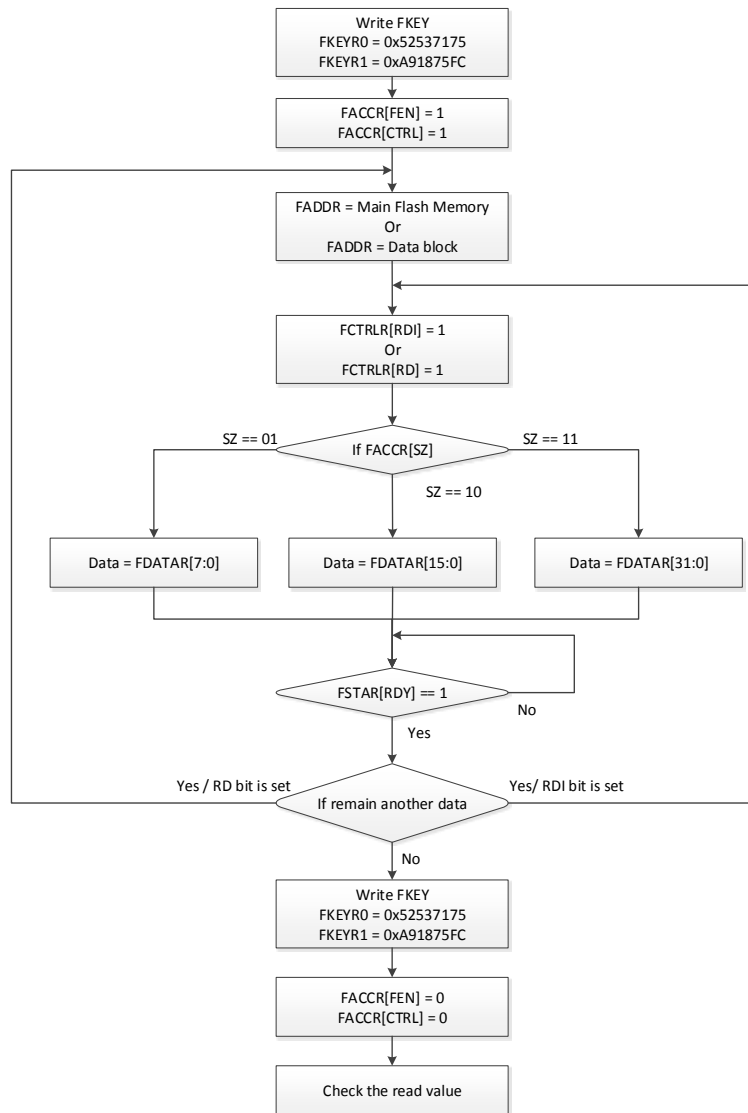 Write FKEY
FKEYR0 = 0x52537175
FKEYR1 = 0xA91875FC
FACCR[FEN] = 1
FACCR[CTRL] = 1
FADDR = Main Flash Memory
Or
FADDR = Data block
FCTRLR[RDI] = 1
Or
FCTRLR[RD] = 1
SZ == 01
If FACCR[SZ]
SZ == 11
SZ == 10
Data = FDATAR[7:0]
Data = FDATAR[15:0]
Data = FDATAR[31:0]
FSTAR[RDY] == 1
No
Yes
Yes / RD bit is set
If remain another data
Yes/ RDI bit is set
No
Write FKEY
FKEYR0 = 0x52537175
FKEYR1 = 0xA91875FC
FACCR[FEN] = 0
FACCR[CTRL] = 0
Check the read value